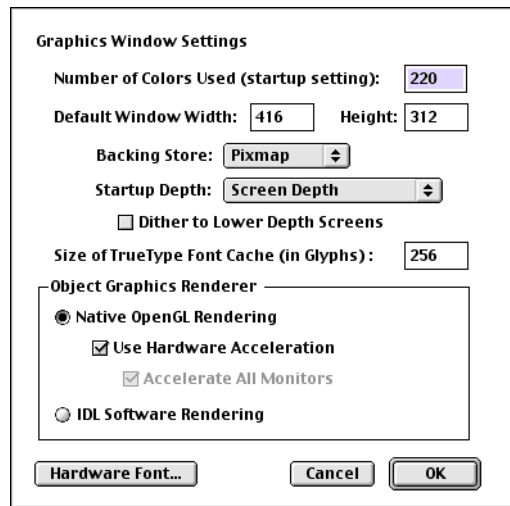 Graphics Window Settings
Number of Colors Used (startup setting): 220
Default Window Width: 416 Height: 312
Backing Store: Pixmap
Startup Depth: Screen Depth
Dither to Lower Depth Screens
Size of TrueType Font Cache (in Glyphs): 256
Object Graphics Renderer
Native OpenGL Rendering
Use Hardware Acceleration
Accelerate All Monitors
IDL Software Rendering
Hardware Font... Cancel OK